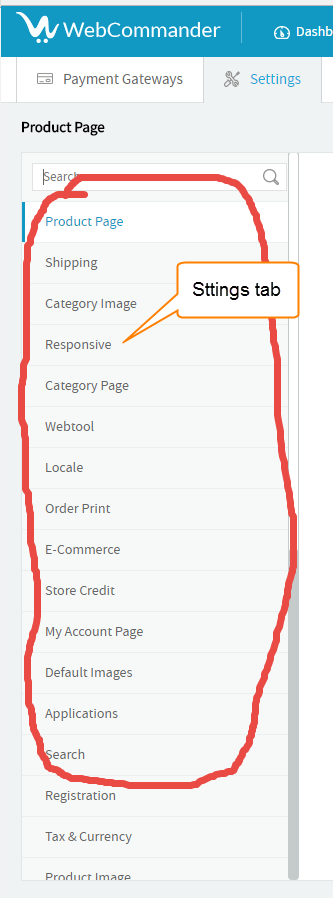 WebCommander
Dashb
Payment Gateways
Settings
Product Page
Search
Product Page
Shipping
Sttings tab
Category Image
Responsive
Category Page
Webtool
Locale
Order Print
E-Commerce
Store Credit
My Account Page
Default Images
Applications
Search
Registration
Tax & Currency
Product Image